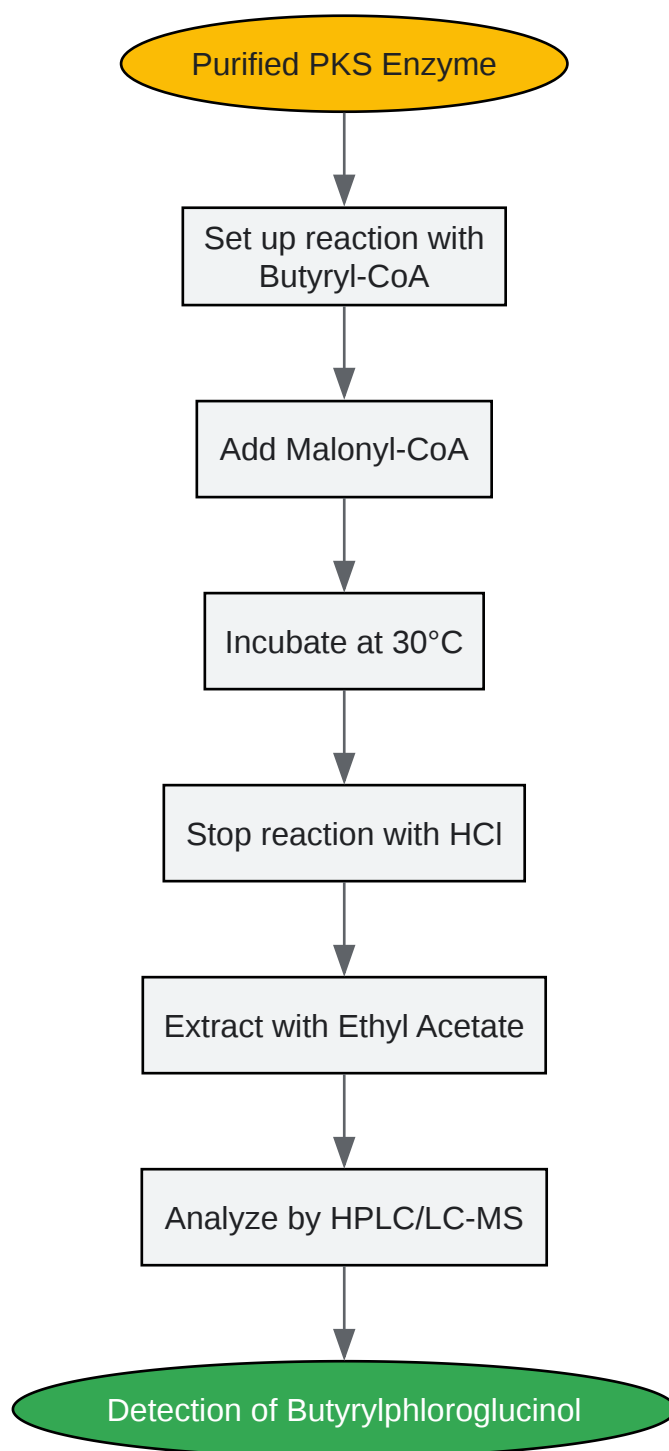 Purified PKS Enzyme
Set up reaction with
Butyryl-CoA
Add Malonyl-CoA
Incubate at 30°C
Stop reaction with HCl
Extract with Ethyl Acetate
Analyze by HPLC/LC-MS
Detection of Butyrylphloroglucinol